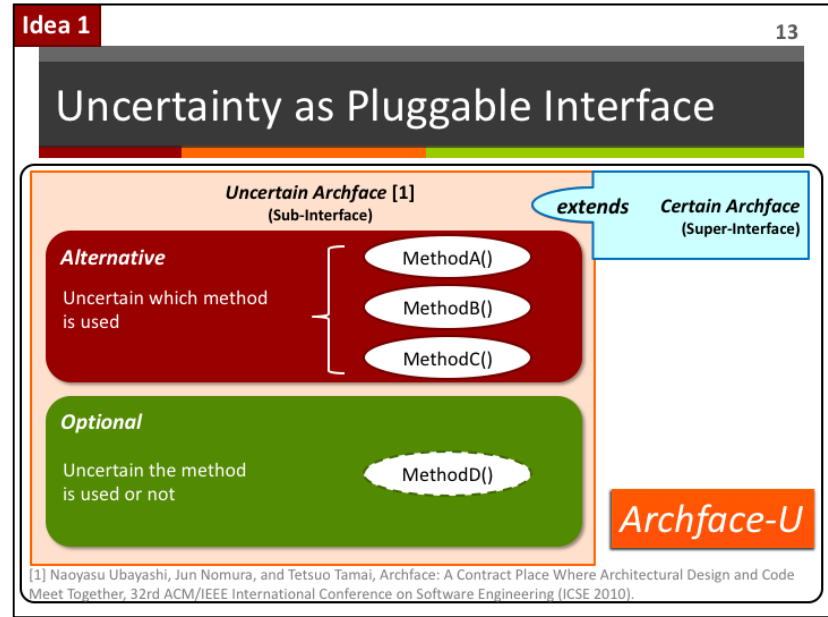 Idea 1
13
Uncertainty as Pluggable Interface
Uncertain Archface [1]
(Sub-Interface)
extends
Certain Archface
(Super-Interface)
Alternative
Uncertain which method
is used
MethodA()
MethodB()
MethodC()
Optional
Uncertain the method
is used or not
MethodD()
Archface-U
[1] Naoyasu Ubayashi, Jun Nomura, and Tetsuo Tamai, Archface: A Contract Place Where Architectural Design and Code
Meet Together, 32rd ACM/IEEE International Conference on Software Engineering (ICSE 2010).